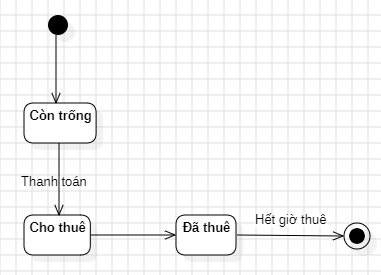 Còn trống
Thanh toán
Cho thuê
Đã thuê
Hết giờ thuê